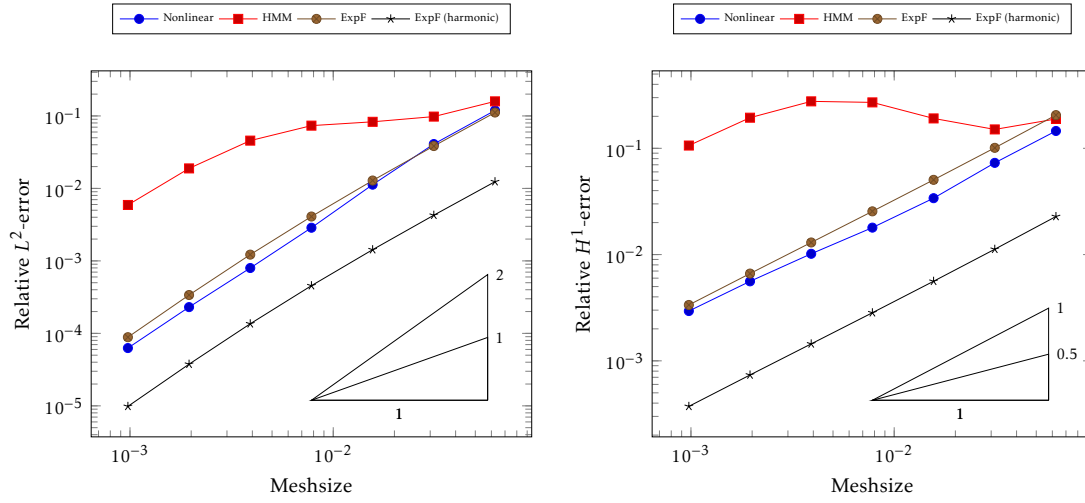 Nonlinear HMM ExpF ExpF (harmonic)
10⁻¹
10⁻²
10⁻³
10⁻⁴
10⁻⁵
Relative L²-error
2
1
1
10⁻³ 10⁻²
Meshsize
Nonlinear HMM ExpF ExpF (harmonic)
10⁻¹
10⁻²
10⁻³
Relative H¹-error
1
0.5
1
10⁻³ 10⁻²
Meshsize